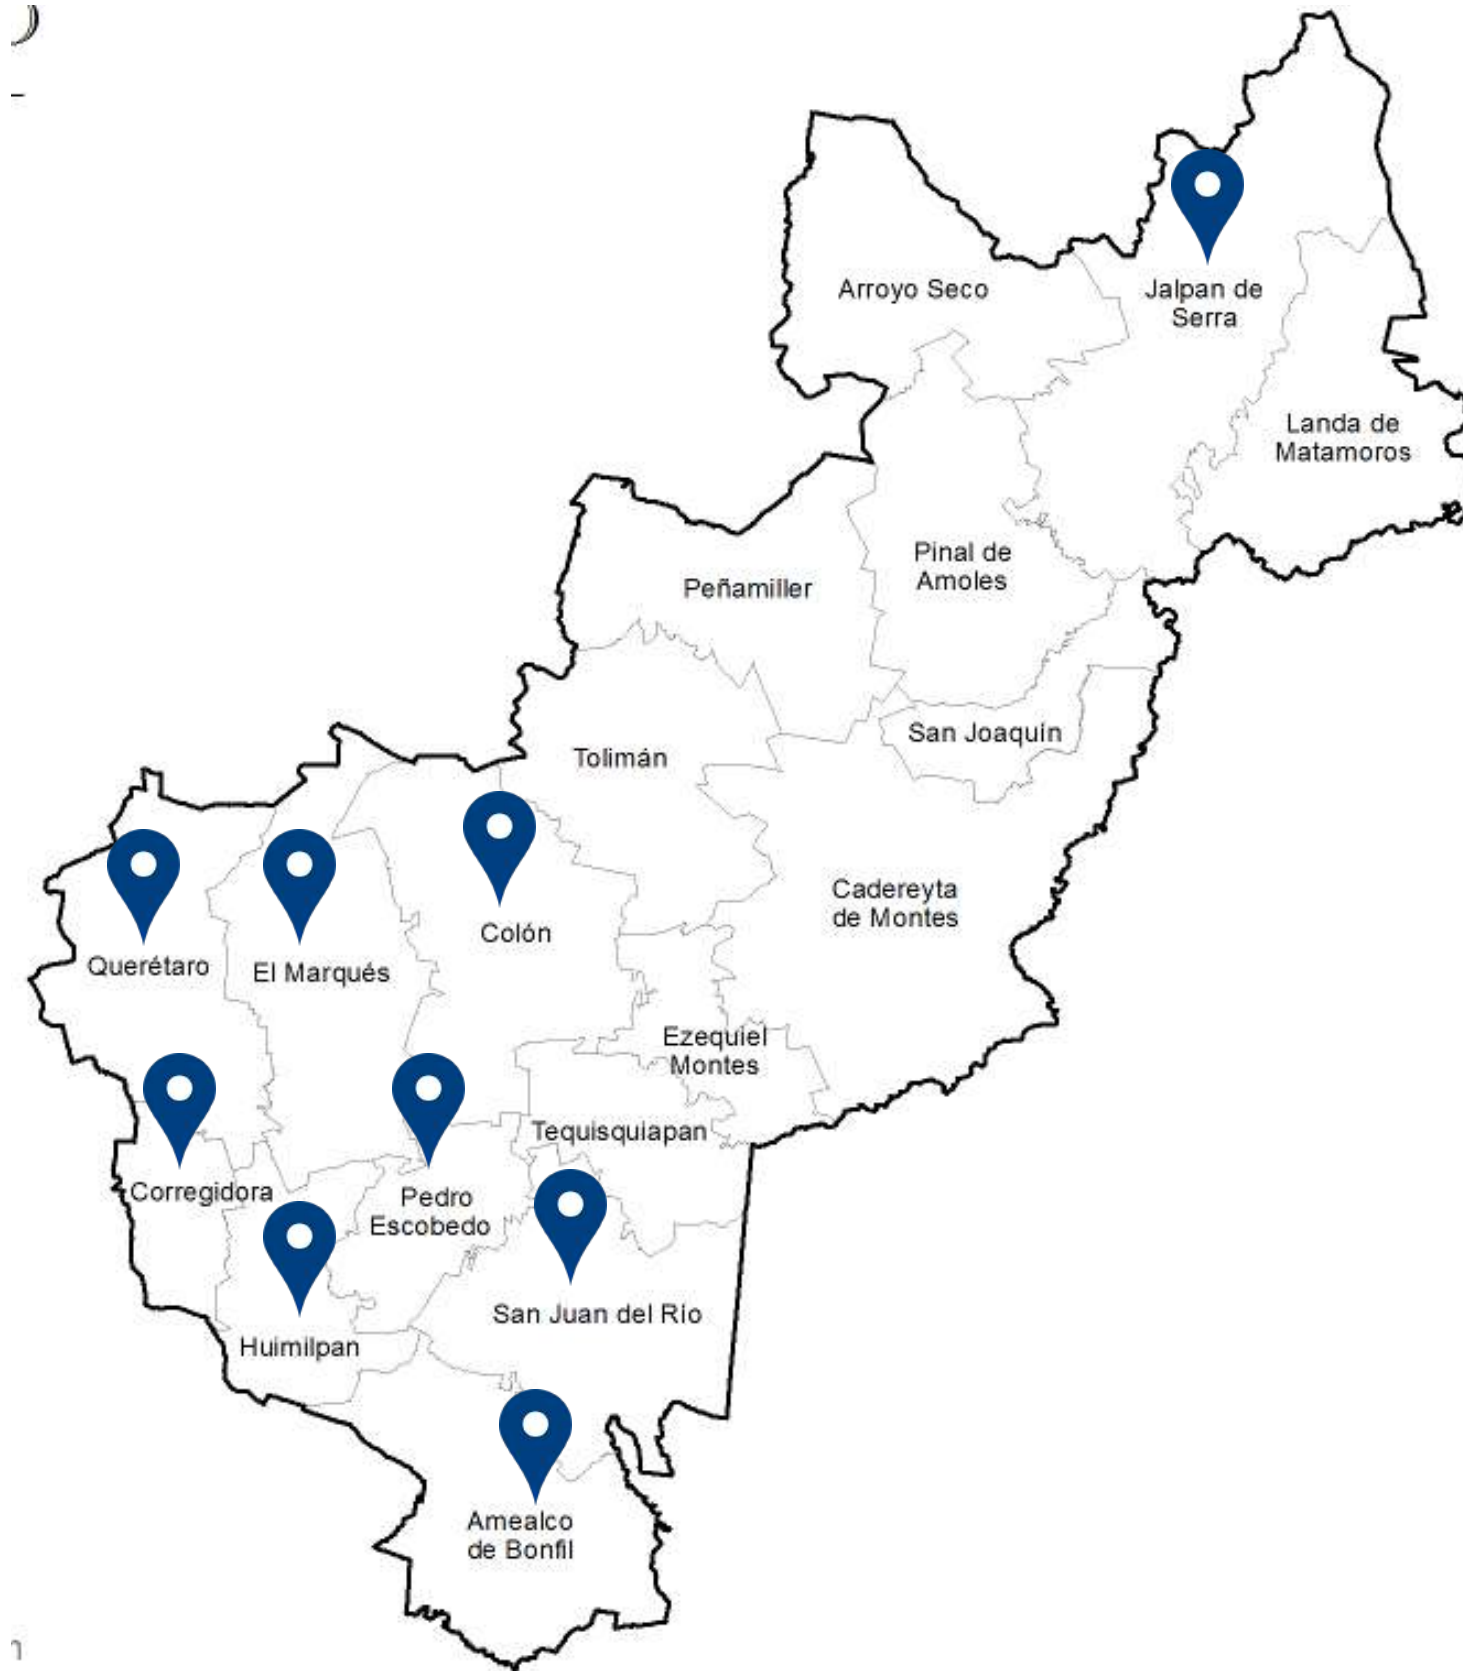 Arroyo Seco
Jalpan de
Serra
Landa de
Matamoros
Pinal de
Amoles
Peñamiller
San Joaquin
Tolimán
Cadereyta
de Montes
Colón
Querétaro
El Marqués
Ezequiel
Montes
Tequisquiapan
Corregidora
Pedro
Escobedo
San Juan del Río
Huimilpan
Amealco
de Bonfil